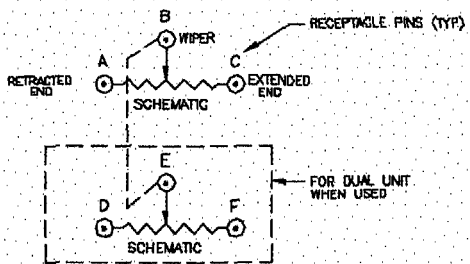 B
RECEPTACLE PINS (TYP)
WIPER
A
C
RETRACTED
END
EXTENDED
END
SCHEMATIC
E
FOR DUAL UNIT
WHEN USED
D
F
SCHEMATIC